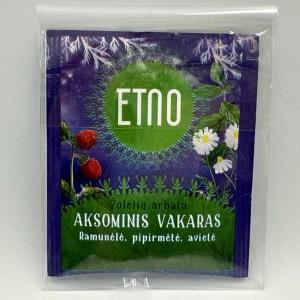 ETNO
Žolelių arbata
AKSOMINIS VAKARAS
Ramunėlė, pipirmėtė, avietė